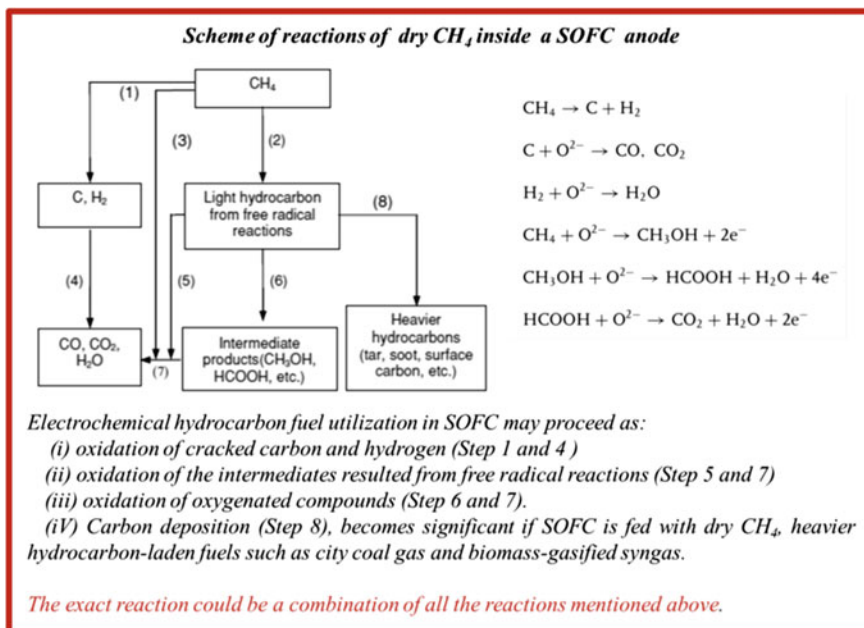 Scheme of reactions of dry CH₄ inside a SOFC anode
CH₄
(1)
(3)
(2)
C, H₂
Light hydrocarbon
from free radical
reactions
(8)
(4)
(5)
(6)
CO, CO₂,
H₂O
(7)
Intermediate
products(CH₃OH,
HCOOH, etc.)
Heavier
hydrocarbons
(tar, soot, surface
carbon, etc.)
CH₄ → C + H₂
C + O²⁻ → CO, CO₂
H₂ + O²⁻ → H₂O
CH₄ + O²⁻ → CH₃OH + 2e⁻
CH₃OH + O²⁻ → HCOOH + H₂O + 4e⁻
HCOOH + O²⁻ → CO₂ + H₂O + 2e⁻
Electrochemical hydrocarbon fuel utilization in SOFC may proceed as:
(i) oxidation of cracked carbon and hydrogen (Step 1 and 4 )
(ii) oxidation of the intermediates resulted from free radical reactions (Step 5 and 7)
(iii) oxidation of oxygenated compounds (Step 6 and 7).
(iV) Carbon deposition (Step 8), becomes significant if SOFC is fed with dry CH₄, heavier
hydrocarbon-laden fuels such as city coal gas and biomass-gasified syngas.
The exact reaction could be a combination of all the reactions mentioned above.